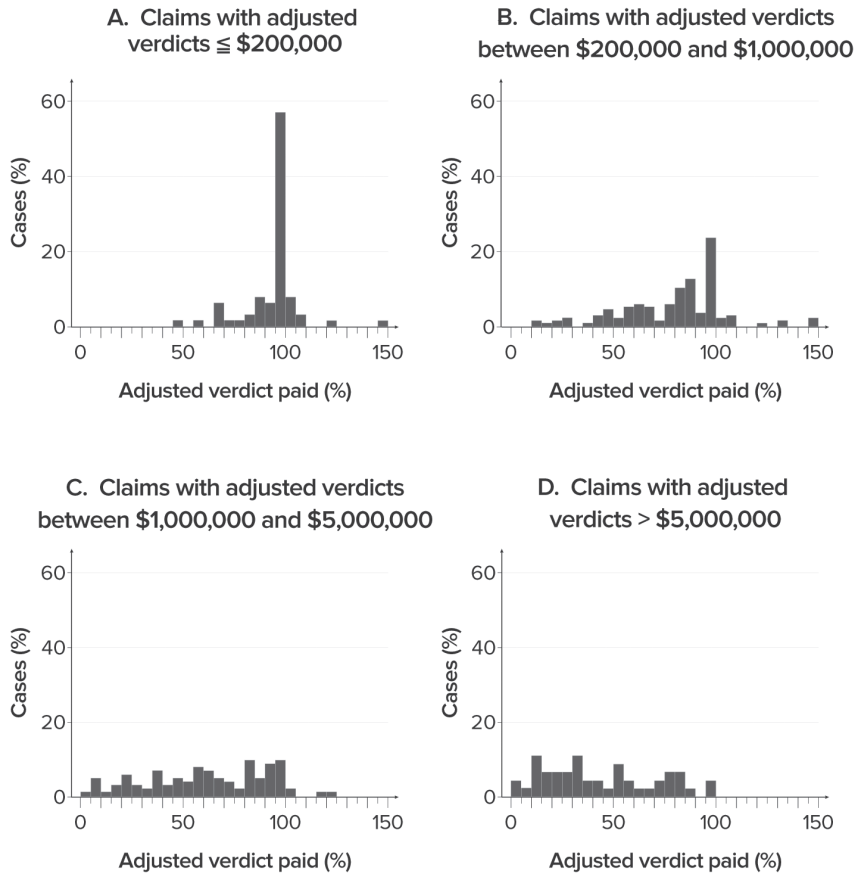 A. Claims with adjusted
verdicts ≦ $200,000
60
40
20
0
Cases (%)
0 50 100 150
Adjusted verdict paid (%)
B. Claims with adjusted verdicts
between $200,000 and $1,000,000
60
40
20
0
Cases (%)
0 50 100 150
Adjusted verdict paid (%)
C. Claims with adjusted verdicts
between $1,000,000 and $5,000,000
60
40
20
0
Cases (%)
0 50 100 150
Adjusted verdict paid (%)
D. Claims with adjusted
verdicts > $5,000,000
60
40
20
0
Cases (%)
0 50 100 150
Adjusted verdict paid (%)